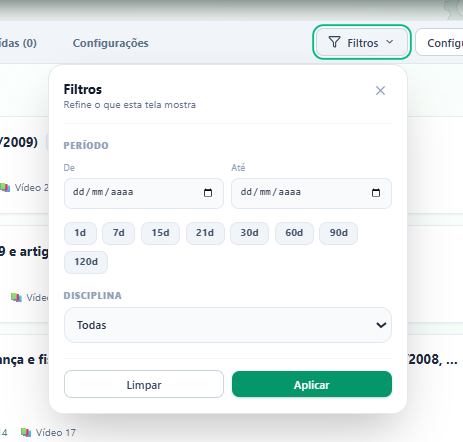 ídas (0) Configurações Filtros Config
Filtros
Refine o que esta tela mostra
/2009)
PERÍODO
De Até
Vídeo 2 dd/mm/aaaa dd/mm/aaaa
1d 7d 15d 21d 30d 60d 90d
9 e artig
120d
Víde
DISCIPLINA
Todas
ança e fi /2008, ...
Limpar Aplicar
14 Vídeo 17